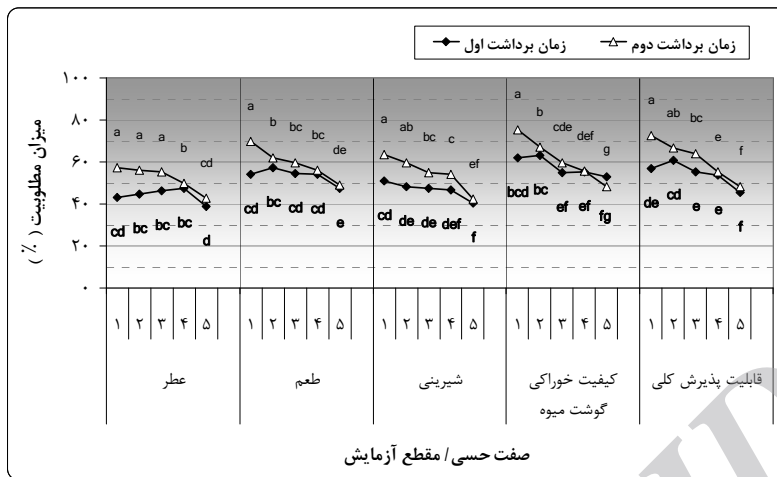 زمان برداشت اول زمان برداشت دوم
میزان مطلوبیت ( ٪ )
۱۰۰
۸۰
۶۰
۴۰
۲۰
۰
a a a b cd
cd bc bc bc d
a b bc bc de
cd bc cd cd e
a ab bc c ef
cd de de def f
a b cde def g
bcd bc ef ef fg
a ab bc e f
de cd e e f
۱ ۲ ۳ ۴ ۵ ۱ ۲ ۳ ۴ ۵ ۱ ۲ ۳ ۴ ۵ ۱ ۲ ۳ ۴ ۵ ۱ ۲ ۳ ۴ ۵
عطر
طعم
شیرینی
کیفیت خوراکی
گوشت میوه
قابلیت پذیرش کلی
صفت حسی/ مقطع آزمایش